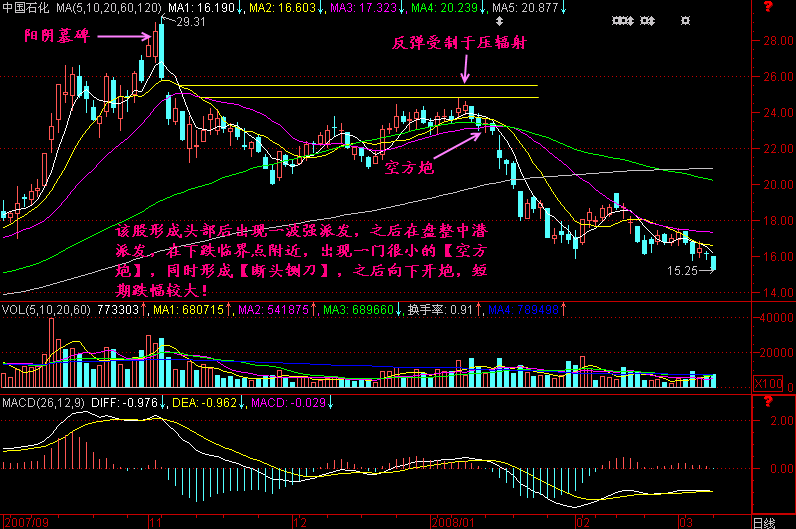 中国石化 MA(5,10,20,60,120) MA1: 16.190↓, MA2: 16.603↓, MA3: 17.323↓, MA4: 20.239↓, MA5: 20.877↓
?
29.31
阳阴墓碑
反弹受制于压辐射
28.00
26.00
24.00
22.00
空方炮
20.00
18.00
该股形成头部后出现一波强派发，之后在盘整中潜
派发，在下跌临界点附近，出现一门很小的【空方
炮】，同时形成【断头铡刀】，之后向下开炮，短
期跌幅较大！
16.00
15.25
14.00
VOL(5,10,20,60) 773303↑, MA1: 680715↑, MA2: 541875↑, MA3: 689660↓, 换手率: 0.91↑, MA4: 789493↑
40000
20000
X100
0
MACD(26,12,9) DIFF: -0.976↓, DEA: -0.962↓, MACD: -0.029↓
?
2.00
0.00
2007/09 11 12 2008/01 02 03 日线